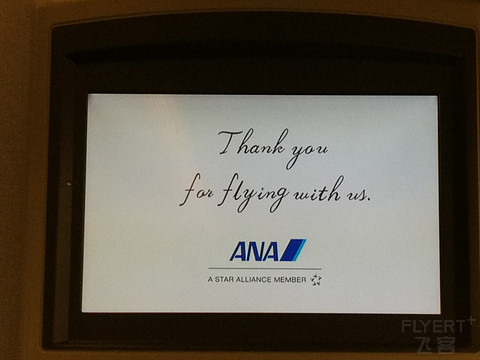 Thank you
for flying with us.
ANA
A STAR ALLIANCE MEMBER
FLYERT+
飞客